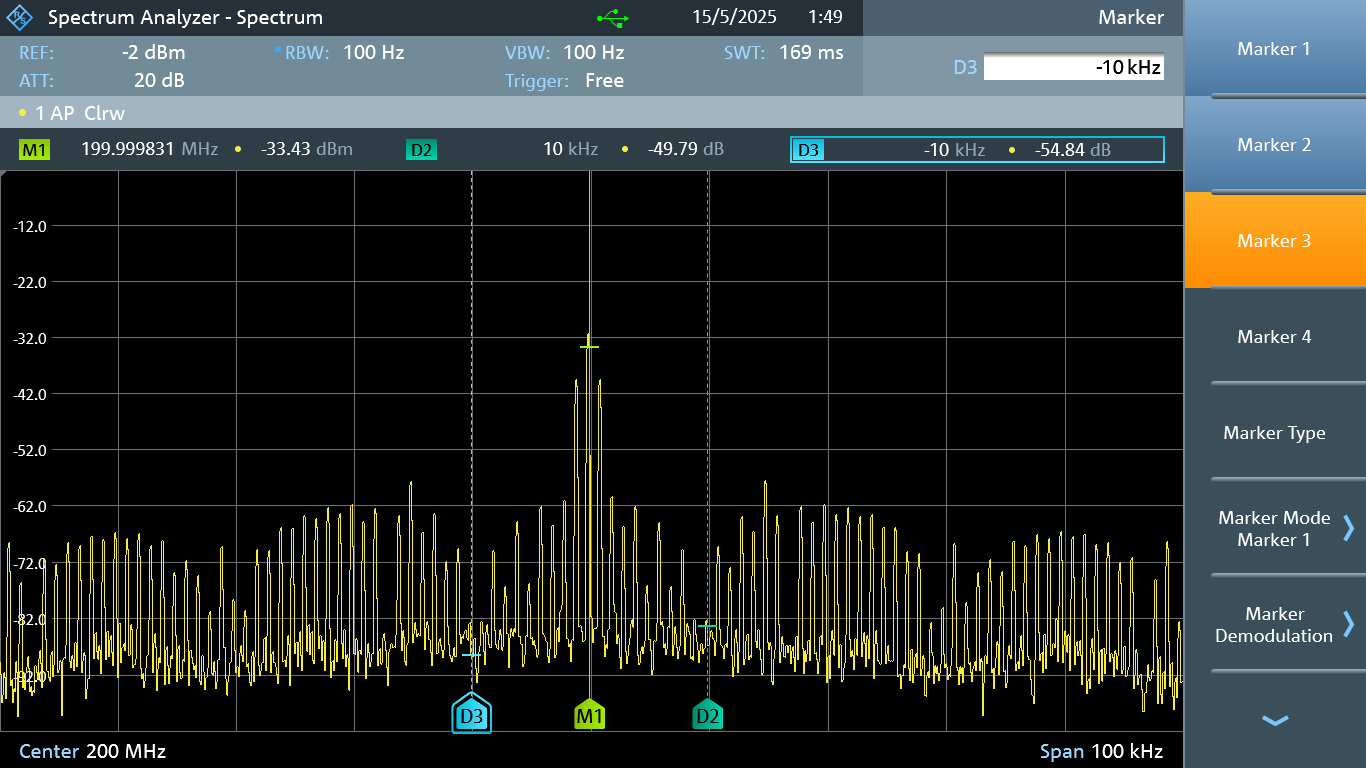 Spectrum Analyzer - Spectrum 15/5/2025 1:49 Marker
REF: -2 dBm RBW: 100 Hz VBW: 100 Hz SWT: 169 ms
ATT: 20 dB Trigger: Free
D3 -10 kHz
1 AP Clrw
M1 199.999831 MHz • -33.43 dBm D2 10 kHz • -49.79 dB D3 -10 kHz • -54.84 dB
-12.0
-22.0
-32.0
-42.0
-52.0
-62.0
-72.0
-82.0
-92.0
D3 M1 D2
Center 200 MHz Span 100 kHz
Marker 1
Marker 2
Marker 3
Marker 4
Marker Type
Marker Mode
Marker 1
Marker
Demodulation